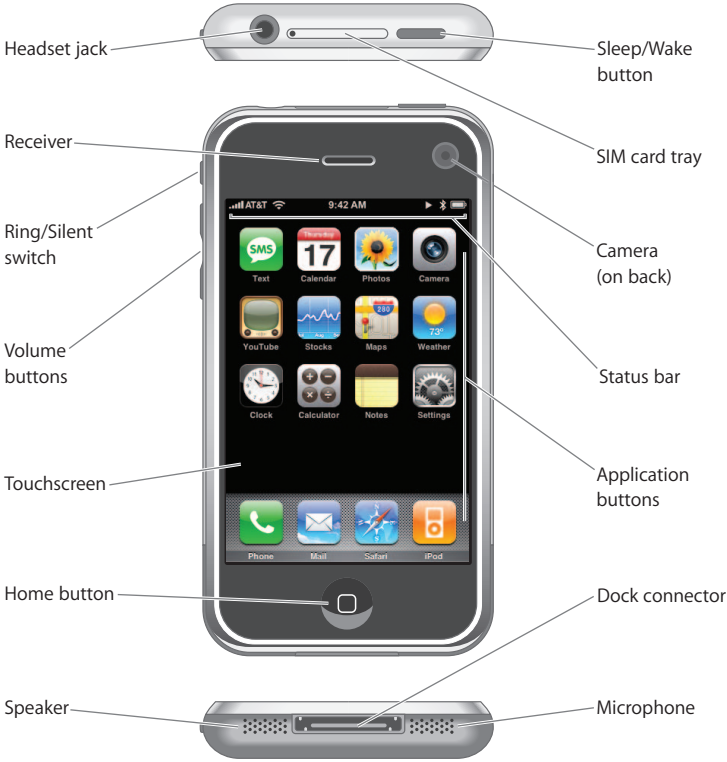 Headset jack
Sleep/Wake
button
Receiver
SIM card tray
AT&T 9:42 AM
Ring/Silent
switch
SMS
Thursday
17
Text Calendar Photos Camera
Camera
(on back)
280
73°
YouTube Stocks Maps Weather
Volume
buttons
Status bar
Clock Calculator Notes Settings
Touchscreen
Application
buttons
Phone Mail Safari iPod
Home button
Dock connector
Speaker
Microphone